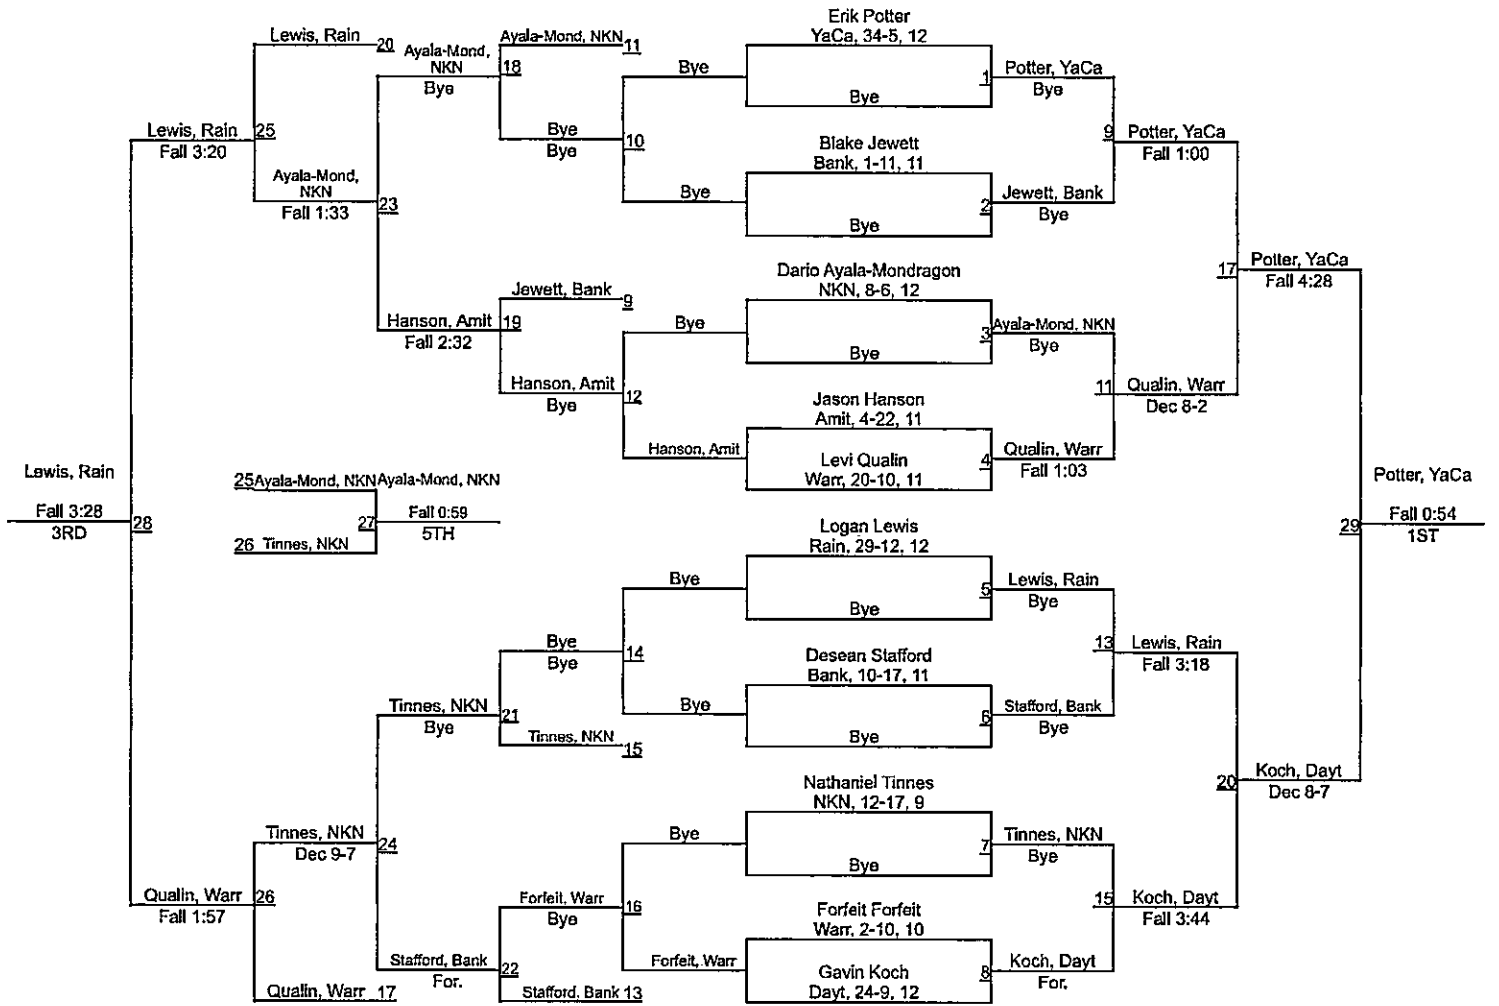 Lewis, Rain
20
25
Lewis, Rain
Fall 3:20
Ayala-Mond,
NKN
Fall 1:33
23
Ayala-Mond,
NKN
Bye
18
Ayala-Mond, NKN
11
Bye
Bye
10
Bye
Bye
Hanson, Amit
Fall 2:32
19
Jewett, Bank
9
Hanson, Amit
Bye
12
Bye
Hanson, Amit
Erik Potter
YaCa, 34-5, 12
1
Bye
Blake Jewett
Bank, 1-11, 11
2
Bye
Dario Ayala-Mondragon
NKN, 8-6, 12
3
Bye
Jason Hanson
Amit, 4-22, 11
Levi Qualin
Warr, 20-10, 11
4
Potter, YaCa
Bye
9
Jewett, Bank
Bye
Potter, YaCa
Fall 1:00
Ayala-Mond, NKN
Bye
11
Qualin, Warr
Fall 1:03
Qualin, Warr
Dec 8-2
17
Potter, YaCa
Fall 4:28
Lewis, Rain
Fall 3:28
3RD
28
25 Ayala-Mond, NKN
26 Tinnes, NKN
27
Ayala-Mond, NKN
Fall 0:59
5TH
Potter, YaCa
Fall 0:54
1ST
29
Logan Lewis
Rain, 29-12, 12
5
Bye
Desean Stafford
Bank, 10-17, 11
6
Bye
Nathaniel Tinnes
NKN, 12-17, 9
7
Bye
Forfeit Forfeit
Warr, 2-10, 10
Gavin Koch
Dayt, 24-9, 12
8
Lewis, Rain
Bye
13
Stafford, Bank
Bye
Lewis, Rain
Fall 3:18
Tinnes, NKN
Bye
15
Koch, Dayt
For.
Koch, Dayt
Fall 3:44
20
Koch, Dayt
Dec 8-7
Bye
14
Bye
Bye
Bye
21
Tinnes, NKN
15
Tinnes, NKN
Bye
Bye
16
Forfeit, Warr
Forfeit, Warr
Bye
22
Stafford, Bank 13
Stafford, Bank
For.
24
Tinnes, NKN
Dec 9-7
26
Qualin, Warr 17
Qualin, Warr
Fall 1:57